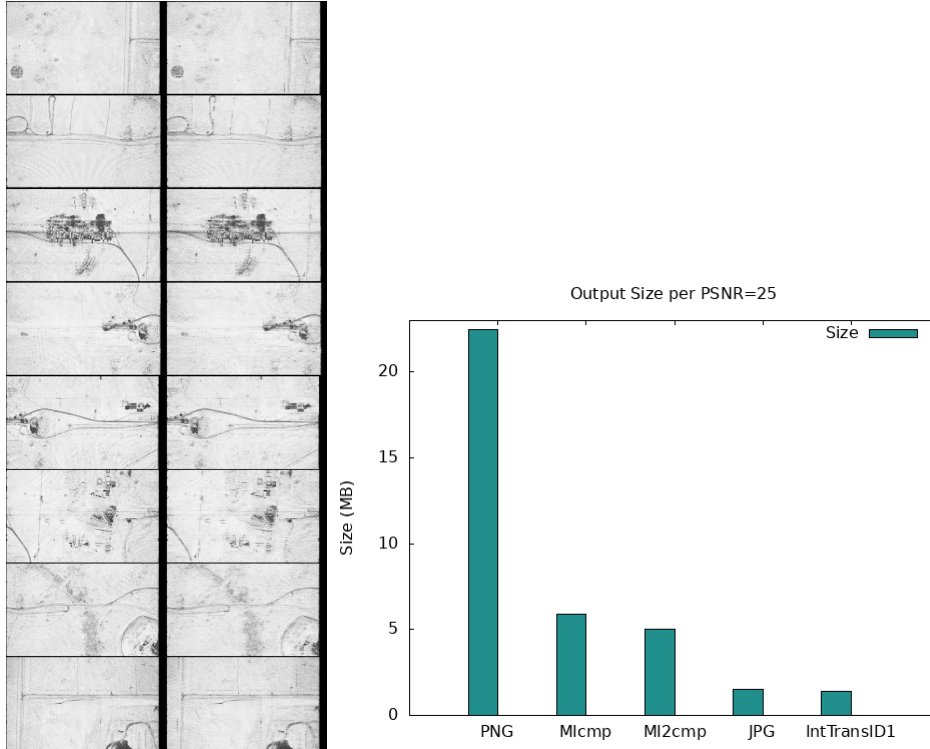 Output Size per PSNR=25
Size
Size (MB)
20
15
10
5
0
PNG MIcmp MI2cmp JPG IntTransID1